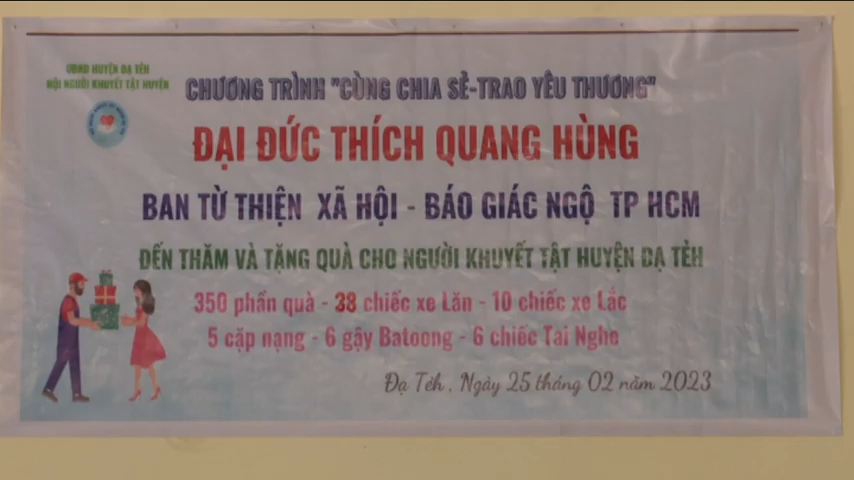 UBND HUYỆN ĐẠ TẺH
HỘI NGƯỜI KHUYẾT TẬT HUYỆN
CHƯƠNG TRÌNH "CÙNG CHIA SẺ-TRAO YÊU THƯƠNG"
ĐẠI ĐỨC THÍCH QUANG HÙNG
BAN TỪ THIỆN XÃ HỘI - BÁO GIÁC NGỘ TP HCM
ĐẾN THĂM VÀ TẶNG QUÀ CHO NGƯỜI KHUYẾT TẬT HUYỆN ĐẠ TẺH
350 phần quà - 38 chiếc xe Lăn - 10 chiếc xe Lắc
5 cặp nạng - 6 gậy Batoong - 6 chiếc Tai Nghe
Đạ Tẻh, Ngày 25 tháng 02 năm 2023